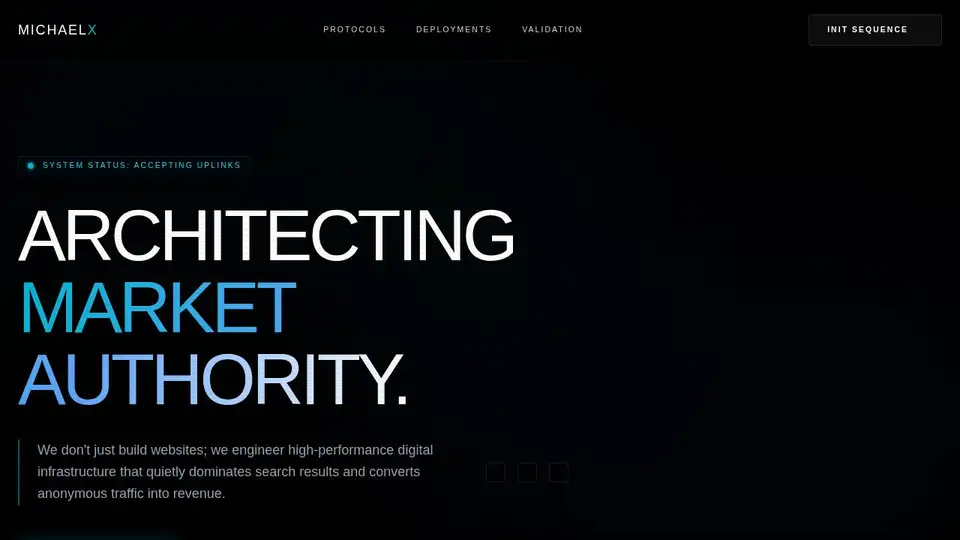 MICHAELX
PROTOCOLS
DEPLOYMENTS
VALIDATION
INIT SEQUENCE
SYSTEM STATUS: ACCEPTING UPLINKS
ARCHITECTING
MARKET
AUTHORITY.
We don't just build websites; we engineer high-performance digital
infrastructure that quietly dominates search results and converts
anonymous traffic into revenue.